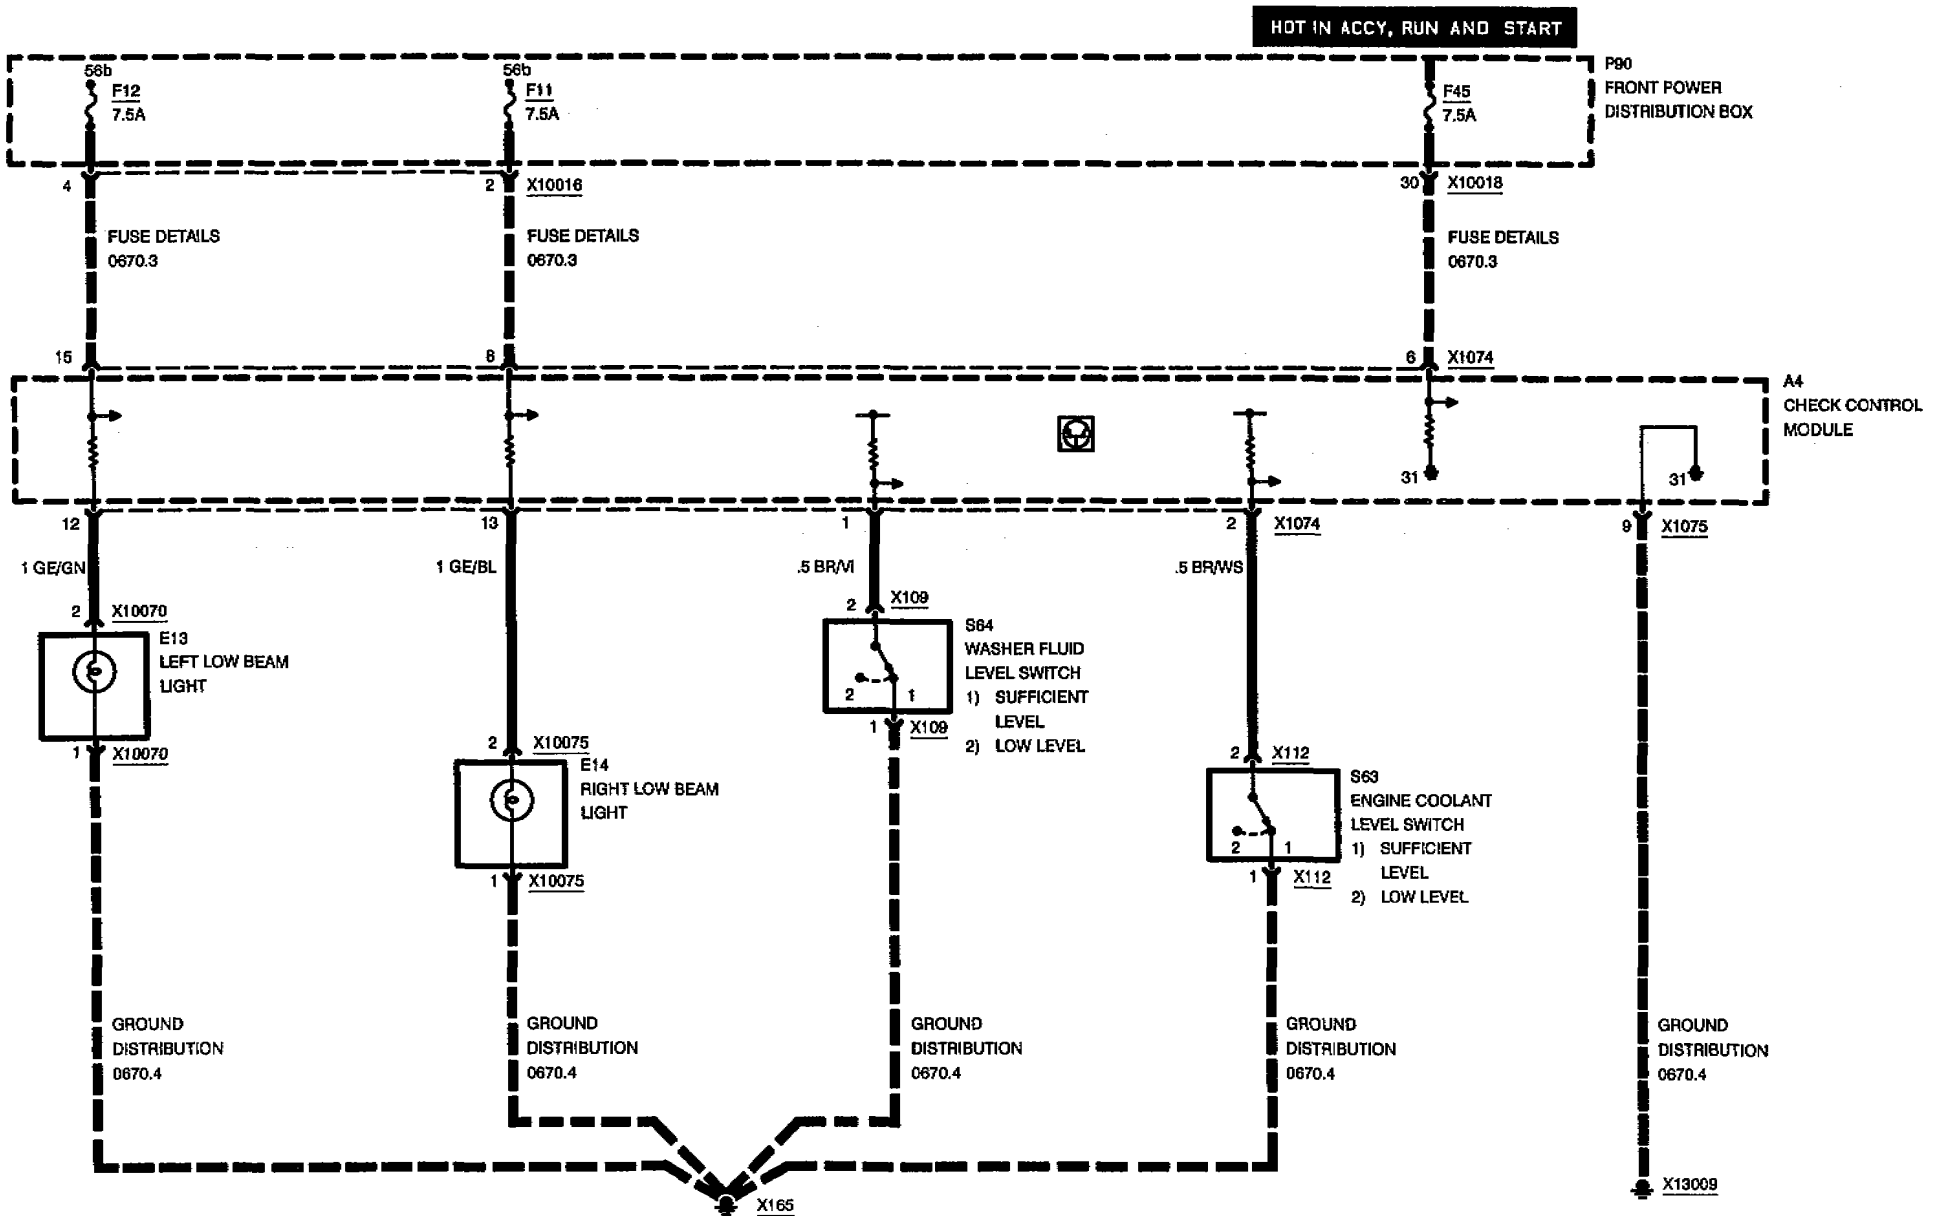 HOT IN ACCY, RUN AND START
P90
FRONT POWER
DISTRIBUTION BOX
56b
F12
7.5A
56b
F11
7.5A
F45
7.5A
4
2 X10016
30 X10018
FUSE DETAILS
0670.3
FUSE DETAILS
0670.3
FUSE DETAILS
0670.3
15
8
6 X1074
A4
CHECK CONTROL
MODULE
31
31
12
13
1
2 X1074
9 X1075
1 GE/GN
1 GE/BL
.5 BR/VI
.5 BR/WS
2 X10070
E13
LEFT LOW BEAM
LIGHT
1 X10070
2 X10075
E14
RIGHT LOW BEAM
LIGHT
1 X10075
2 X109
S64
WASHER FLUID
LEVEL SWITCH
1) SUFFICIENT
LEVEL
2) LOW LEVEL
2 1
1 X109
2 X112
S63
ENGINE COOLANT
LEVEL SWITCH
1) SUFFICIENT
LEVEL
2) LOW LEVEL
2 1
1 X112
GROUND
DISTRIBUTION
0670.4
GROUND
DISTRIBUTION
0670.4
GROUND
DISTRIBUTION
0670.4
GROUND
DISTRIBUTION
0670.4
GROUND
DISTRIBUTION
0670.4
X165
X13009